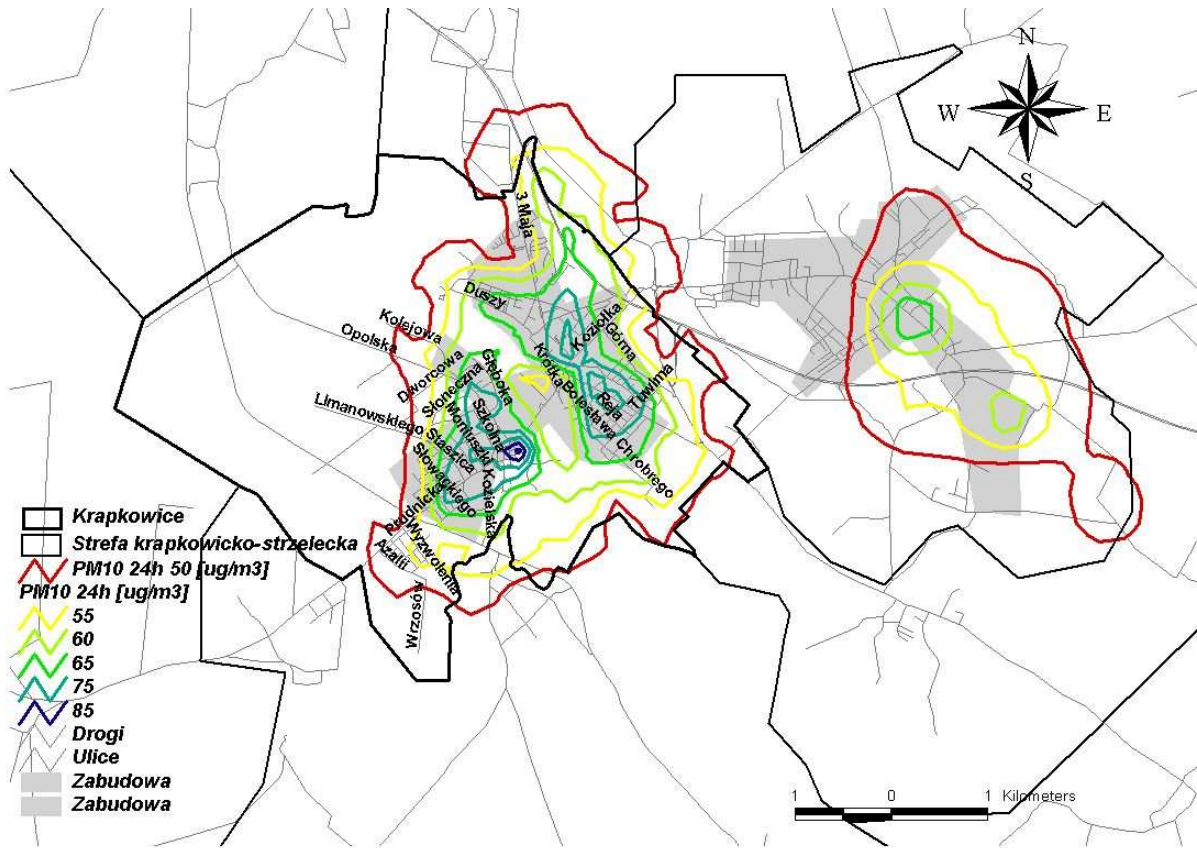 N
W E
S
3 Maja
Duszy
Kolejowa
Opolska
Koziołka
Górna
Krótka
Głęboka
Dworcowa
Słoneczna
Reja
Tuwima
Bolesława Chrobrego
Limanowskiego
Staszica
Moniuszki
Szkolna
Słowackiego
Kozielska
Prudnicka
Wyzwolenia
Azalii
Wrzosów
Krapkowice
Strefa krapkowicko-strzelecka
PM10 24h 50 [ug/m3]
PM10 24h [ug/m3]
55
60
65
75
85
Drogi
Ulice
Zabudowa
Zabudowa
1 0 1 Kilometers